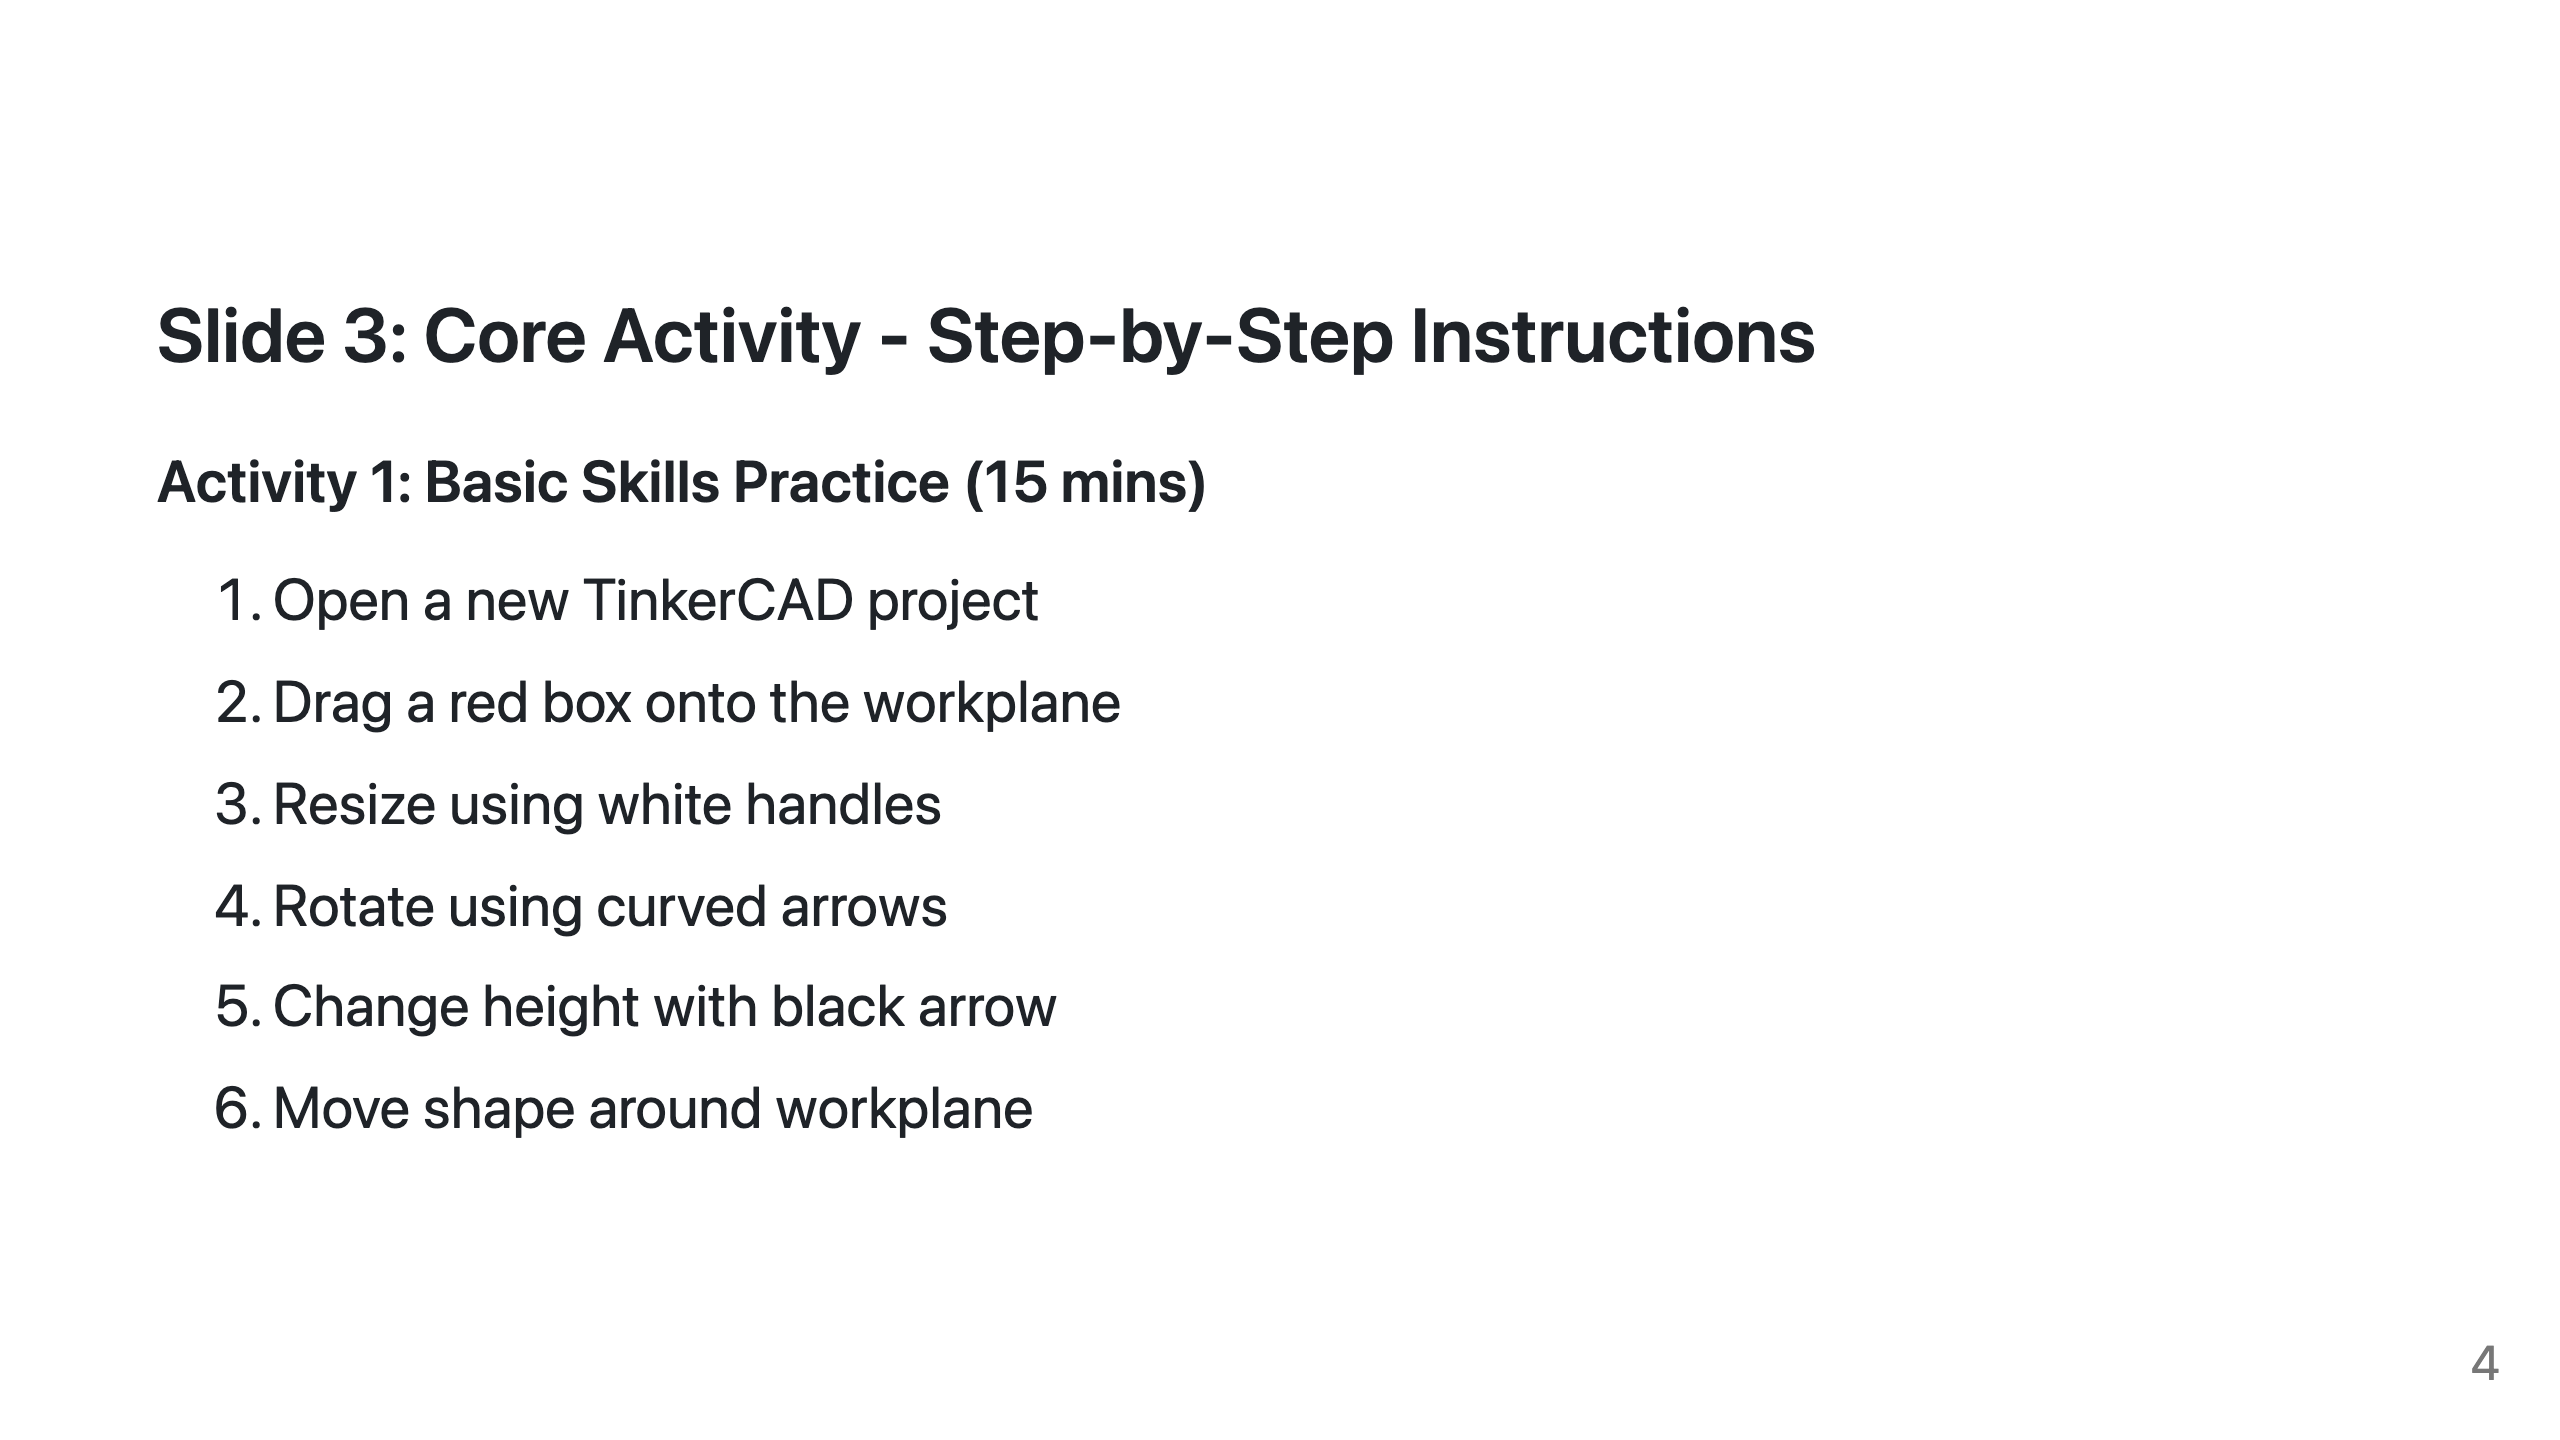 Slide 3: Core Activity - Step-by-Step Instructions
Activity 1: Basic Skills Practice (15 mins)
1. Open a new TinkerCAD project
2. Drag a red box onto the workplane
3. Resize using white handles
4. Rotate using curved arrows
5. Change height with black arrow
6. Move shape around workplane
4